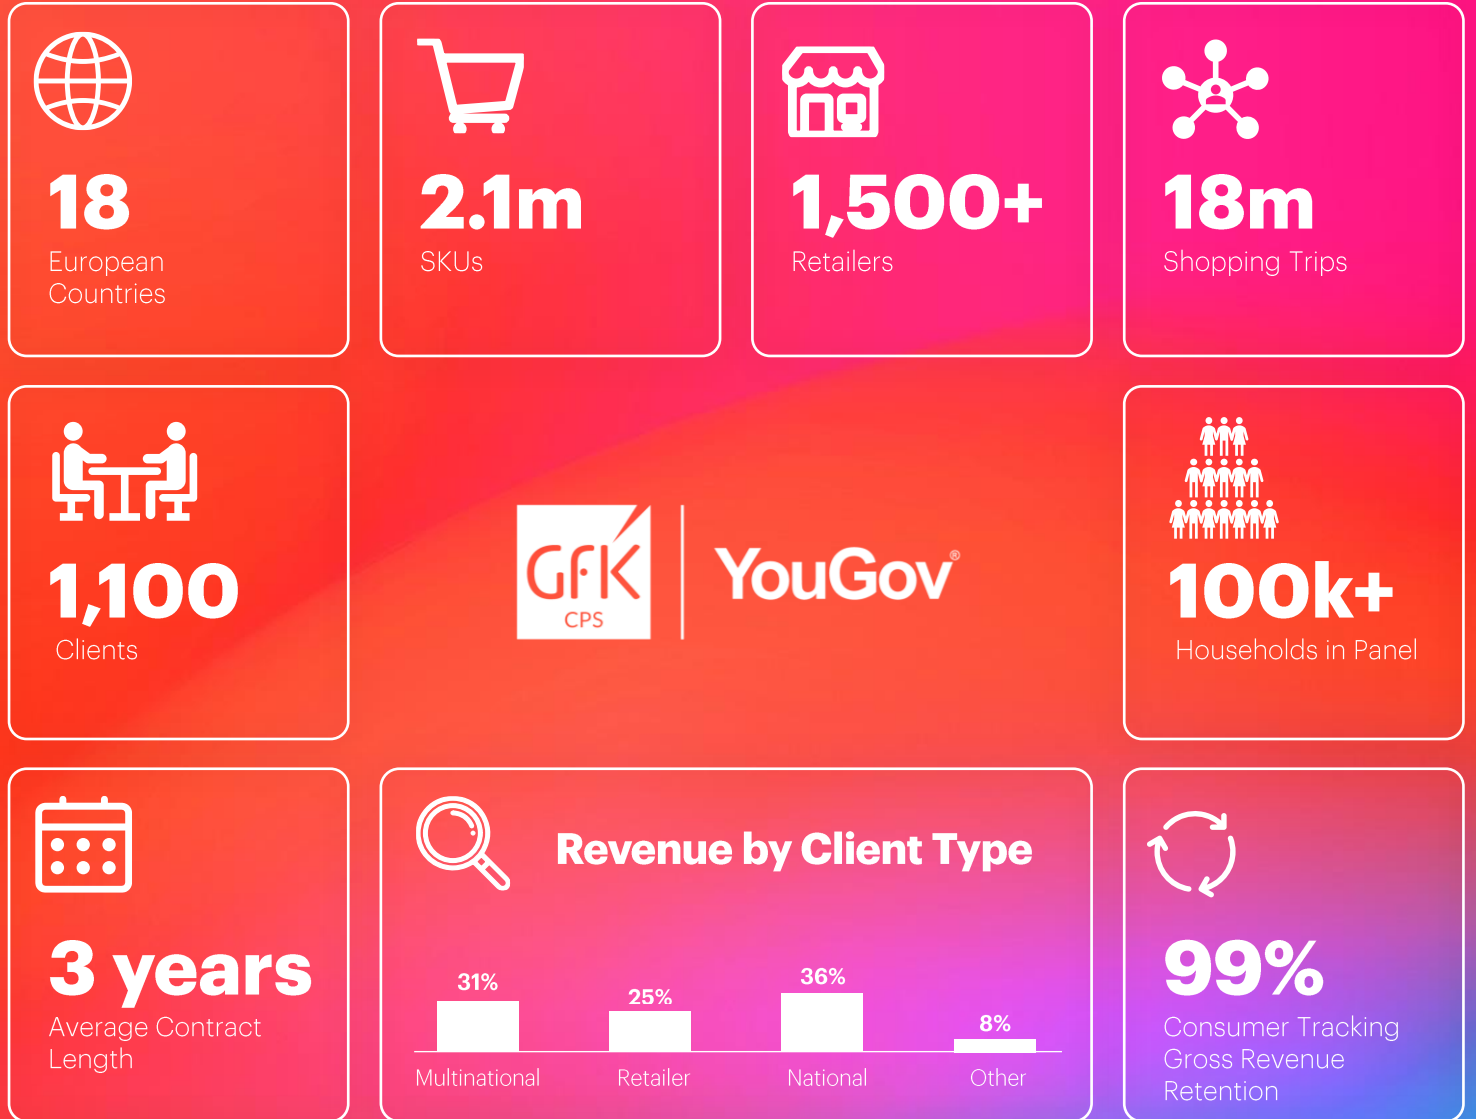 18
European
Countries
2.1m
SKUs
1,500+
Retailers
18m
Shopping Trips
1,100
Clients
GfK
CPS
YouGov®
100k+
Households in Panel
3 years
Average Contract
Length
Revenue by Client Type
31%
25%
36%
8%
Multinational
Retailer
National
Other
99%
Consumer Tracking
Gross Revenue
Retention